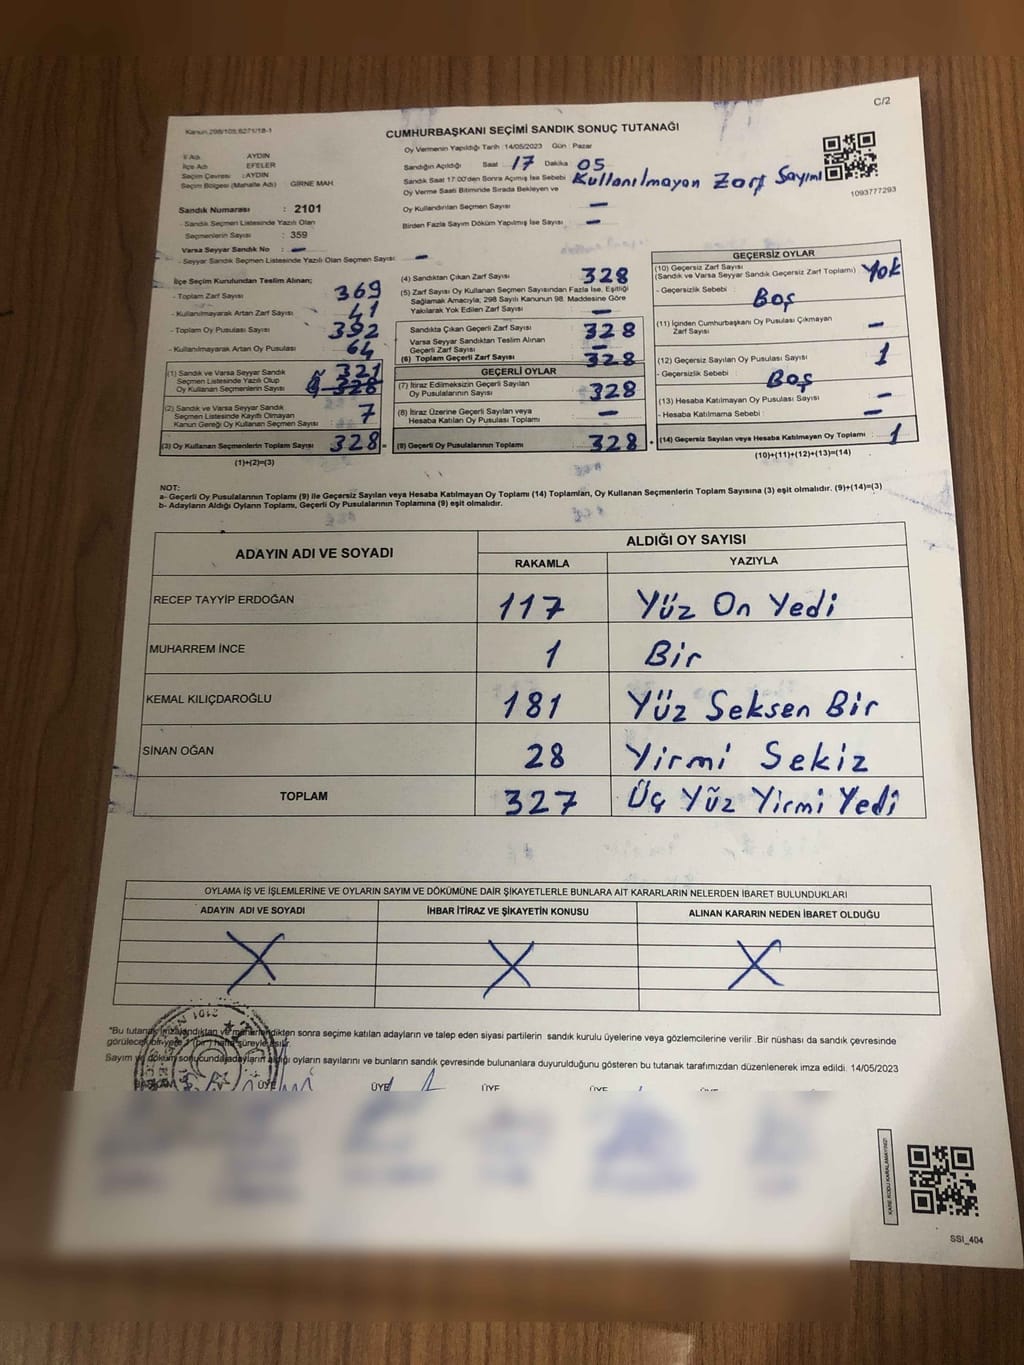 C/2
Kanun.298/105;6271/18-1
CUMHURBAŞKANI SEÇİMİ SANDIK SONUÇ TUTANAĞI
Oy Vermenin Yapıldığı Tarih :14/05/2023 Gün : Pazar
İl Adı AYDIN
İlçe Adı EFELER
Seçim Çevresi :AYDIN
Seçim Bölgesi (Mahalle Adı) GİRNE MAH.
Sandığın Açıldığı Saat 17 Dakika 05
Sandık Saat 17:00'den Sonra Açımış İse Sebebi Kullanılmayan Zarf Sayımı
Oy Verme Saati Bitiminde Sırada Bekleyen ve
Oy Kullandırılan Seçmen Sayısı –
Birden Fazla Sayım Döküm Yapılmış İse Sayısı –
1093777293
Sandık Numarası : 2101
- Sandık Seçmen Listesinde Yazılı Olan
Seçmenlerin Sayısı : 359
Varsa Seyyar Sandık No : –
- Seyyar Sandık Seçmen Listesinde Yazılı Olan Seçmen Sayısı : –
İlçe Seçim Kurulundan Teslim Alınan;
- Toplam Zarf Sayısı 369
- Kullanılmayarak Artan Zarf Sayısı 41
- Toplam Oy Pusulası Sayısı 392
- Kullanılmayarak Artan Oy Pusulası 64
(1) Sandık ve Varsa Seyyar Sandık
Seçmen Listesinde Yazılı Olup
Oy Kullanan Seçmenlerin Sayısı 321 328
(2) Sandık ve Varsa Seyyar Sandık
Seçmen Listesinde Kayıtlı Olmayan
Kanun Gereği Oy Kullanan Seçmen Sayısı 7
(3) Oy Kullanan Seçmenlerin Toplam Sayısı 328 =
(1)+(2)=(3)
(4) Sandıktan Çıkan Zarf Sayısı 328
(5) Zarf Sayısı Oy Kullanan Seçmen Sayısından Fazla İse, Eşitliği
Sağlamak Amacıyla, 298 Sayılı Kanunun 98. Maddesine Göre
Yakılarak Yok Edilen Zarf Sayısı –
Sandıkta Çıkan Geçerli Zarf Sayısı 328
Varsa Seyyar Sandıktan Teslim Alınan
Geçerli Zarf Sayısı –
(6) Toplam Geçerli Zarf Sayısı 328
GEÇERLİ OYLAR
(7) İtiraz Edilmeksizin Geçerli Sayılan
Oy Pusulalarının Sayısı 328
(8) İtiraz Üzerine Geçerli Sayılan veya
Hesaba Katılan Oy Pusulası Toplamı –
(9) Geçerli Oy Pusulalarının Toplamı 328 +
GEÇERSİZ OYLAR
(10) Geçersiz Zarf Sayısı
(Sandık ve Varsa Seyyar Sandık Geçersiz Zarf Toplamı) Yok
- Geçersizlik Sebebi : Boş
(11) İçinden Cumhurbaşkanı Oy Pusulası Çıkmayan
Zarf Sayısı –
(12) Geçersiz Sayılan Oy Pusulası Sayısı 1
- Geçersizlik Sebebi : Boş
(13) Hesaba Katılmayan Oy Pusulası Sayısı –
- Hesaba Katılmama Sebebi : –
(14) Geçersiz Sayılan veya Hesaba Katılmayan Oy Toplamı : 1
(10)+(11)+(12)+(13)=(14)
NOT:
a- Geçerli Oy Pusulalarının Toplamı (9) ile Geçersiz Sayılan veya Hesaba Katılmayan Oy Toplamı (14) Toplamları, Oy Kullanan Seçmenlerin Toplam Sayısına (3) eşit olmalıdır. (9)+(14)=(3)
b- Adayların Aldığı Oyların Toplamı, Geçerli Oy Pusulalarının Toplamına (9) eşit olmalıdır.
ADAYIN ADI VE SOYADI ALDIĞI OY SAYISI
RAKAMLA YAZIYLA
RECEP TAYYİP ERDOĞAN 117 Yüz On Yedi
MUHARREM İNCE 1 Bir
KEMAL KILIÇDAROĞLU 181 Yüz Seksen Bir
SİNAN OĞAN 28 Yirmi Sekiz
TOPLAM 327 Üç Yüz Yirmi Yedi
OYLAMA İŞ VE İŞLEMLERİNE VE OYLARIN SAYIM VE DÖKÜMÜNE DAİR ŞİKAYETLERLE BUNLARA AİT KARARLARIN NELERDEN İBARET BULUNDUKLARI
ADAYIN ADI VE SOYADI İHBAR İTİRAZ VE ŞİKAYETİN KONUSU ALINAN KARARIN NEDEN İBARET OLDUĞU
X X X
2101
"Bu tutanak imzalandıktan ve mühürlendikten sonra seçime katılan adayların ve talep eden siyasi partilerin sandık kurulu üyelerine veya gözlemcilerine verilir. Bir nüshası da sandık çevresinde
görülecek bir yere 1 (bir) hafta süreyle asılır.
Sayım ve döküm sonucunda adayların aldığı oyların sayılarını ve bunların sandık çevresinde bulunanlara duyurulduğunu gösteren bu tutanak tarafımızdan düzenlenerek imza edildi. 14/05/2023
BAŞKAN ÜYE ÜYE ÜYE ÜYE ÜYE
KARE KODU KARALAMAYINIZ!
SSI_404